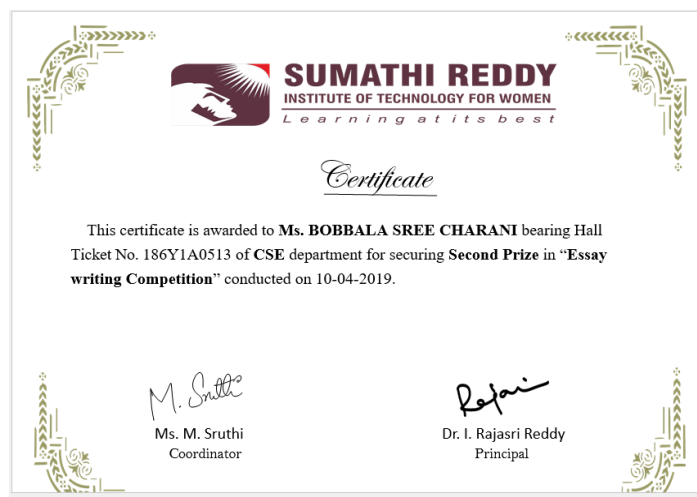 SUMATHI REDDY
INSTITUTE OF TECHNOLOGY FOR WOMEN
Learning at its best
Certificate
This certificate is awarded to Ms. BOBBALA SREE CHARANI bearing Hall
Ticket No. 186Y1A0513 of CSE department for securing Second Prize in “Essay
writing Competition” conducted on 10-04-2019.
M. Sruthi
Rajasri
Ms. M. Sruthi
Dr. I. Rajasri Reddy
Coordinator
Principal